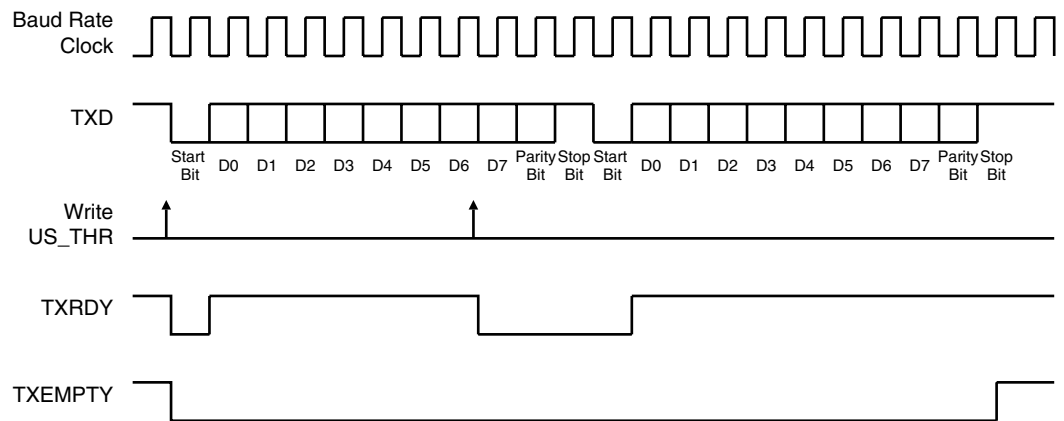 Baud Rate
Clock
TXD
Start Bit D0 D1 D2 D3 D4 D5 D6 D7 Parity Bit Stop Bit Start Bit D0 D1 D2 D3 D4 D5 D6 D7 Parity Bit Stop Bit
Write
US_THR
TXRDY
TXEMPTY